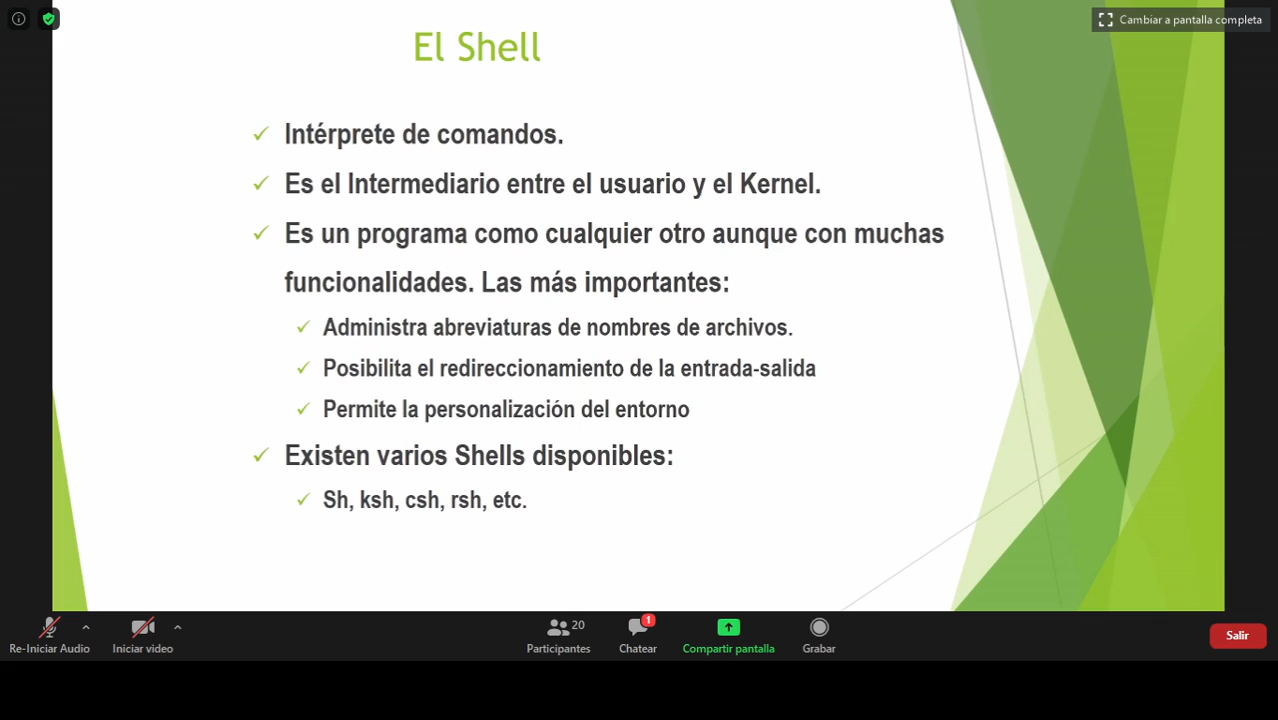 Cambiar a pantalla completa
El Shell
Intérprete de comandos.
Es el Intermediario entre el usuario y el Kernel.
Es un programa como cualquier otro aunque con muchas
funcionalidades. Las más importantes:
Administra abreviaturas de nombres de archivos.
Posibilita el redireccionamiento de la entrada-salida
Permite la personalización del entorno
Existen varios Shells disponibles:
Sh, ksh, csh, rsh, etc.
20
1
Re-Iniciar Audio
Iniciar video
Participantes
Chatear
Compartir pantalla
Grabar
Salir